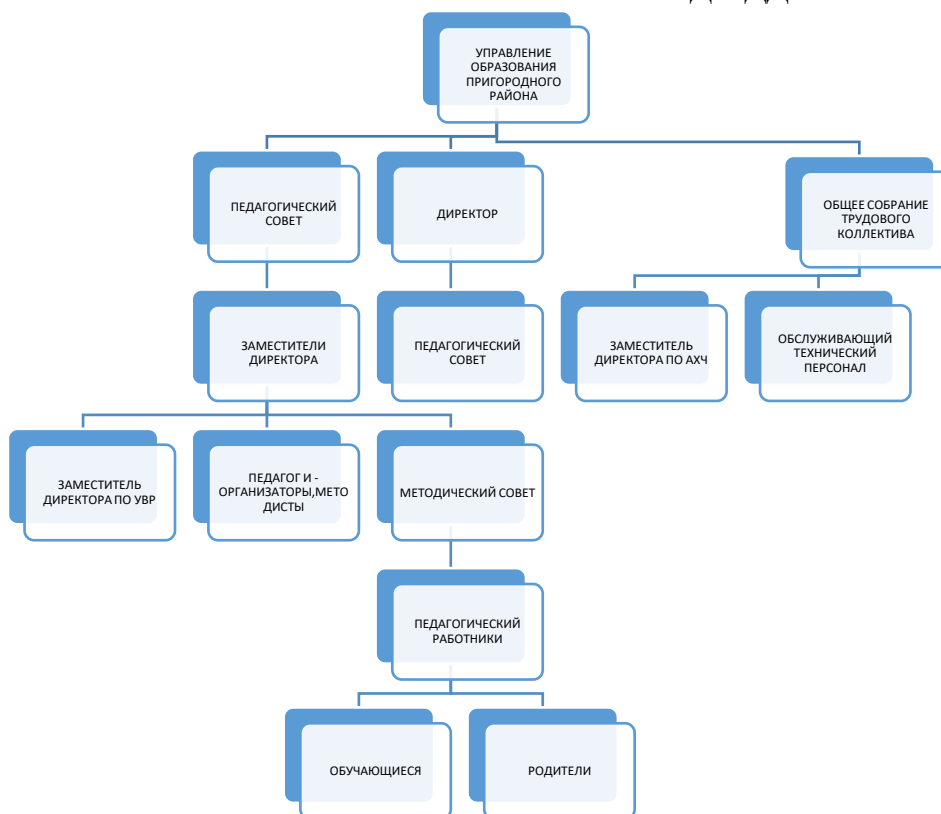 УПРАВЛЕНИЕ
ОБРАЗОВАНИЯ
ПРИГОРОДНОГО
РАЙОНА
ПЕДАГОГИЧЕСКИЙ
СОВЕТ
ДИРЕКТОР
ОБЩЕЕ СОБРАНИЕ
ТРУДОВОГО
КОЛЛЕКТИВА
ЗАМЕСТИТЕЛИ
ДИРЕКТОРА
ПЕДАГОГИЧЕСКИЙ
СОВЕТ
ЗАМЕСТИТЕЛЬ
ДИРЕКТОРА ПО АХЧ
ОБСЛУЖИВАЮЩИЙ
ТЕХНИЧЕСКИЙ
ПЕРСОНАЛ
ЗАМЕСТИТЕЛЬ
ДИРЕКТОРА ПО УВР
ПЕДАГОГ И -
ОРГАНИЗАТОРЫ,МЕТО
ДИСТЫ
МЕТОДИЧЕСКИЙ СОВЕТ
ПЕДАГОГИЧЕСКИЙ
РАБОТНИКИ
ОБУЧАЮЩИЕСЯ
РОДИТЕЛИ